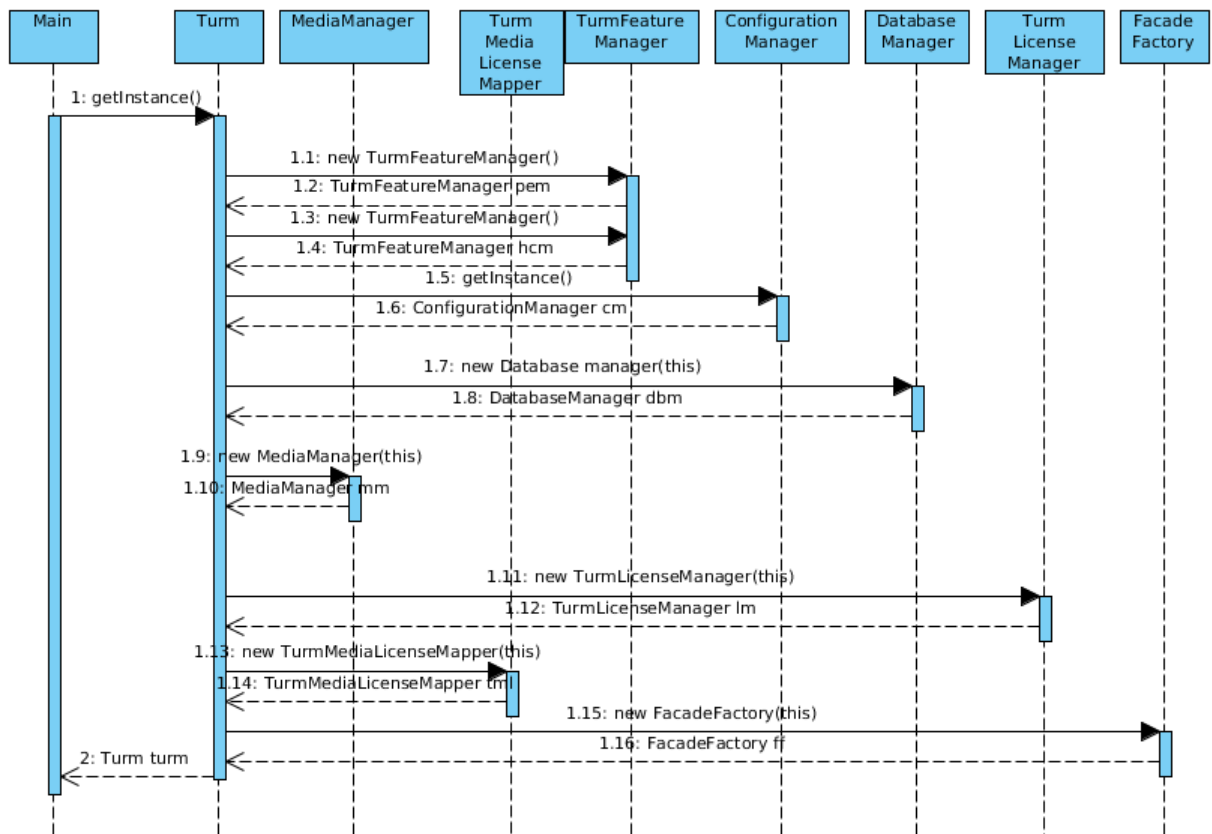 Main
Turm
MediaManager
Turm
Media
License
Mapper
TurmFeature
Manager
Configuration
Manager
Database
Manager
Turm
License
Manager
Facade
Factory
1: getInstance()
1.1: new TurmFeatureManager()
1.2: TurmFeatureManager pem
1.3: new TurmFeatureManager()
1.4: TurmFeatureManager hcm
1.5: getInstance()
1.6: ConfigurationManager cm
1.7: new Database manager(this)
1.8: DatabaseManager dbm
1.9: new MediaManager(this)
1.10: MediaManager mm
1.11: new TurmLicenseManager(this)
1.12: TurmLicenseManager lm
1.13: new TurmMediaLicenseMapper(this)
1.14: TurmMediaLicenseMapper tml
1.15: new FacadeFactory(this)
1.16: FacadeFactory ff
2: Turm turm